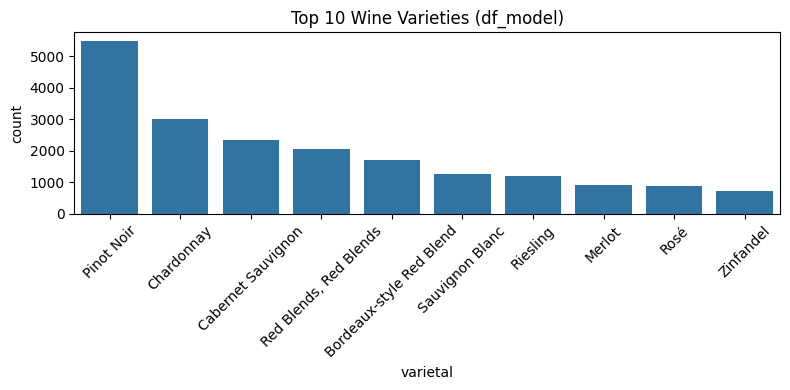 Top 10 Wine Varieties (df_model)
count
5000
4000
3000
2000
1000
0
Pinot Noir
Chardonnay
Cabernet Sauvignon
Red Blends, Red Blends
Bordeaux-style Red Blend
Sauvignon Blanc
Riesling
Merlot
Rosé
Zinfandel
varietal